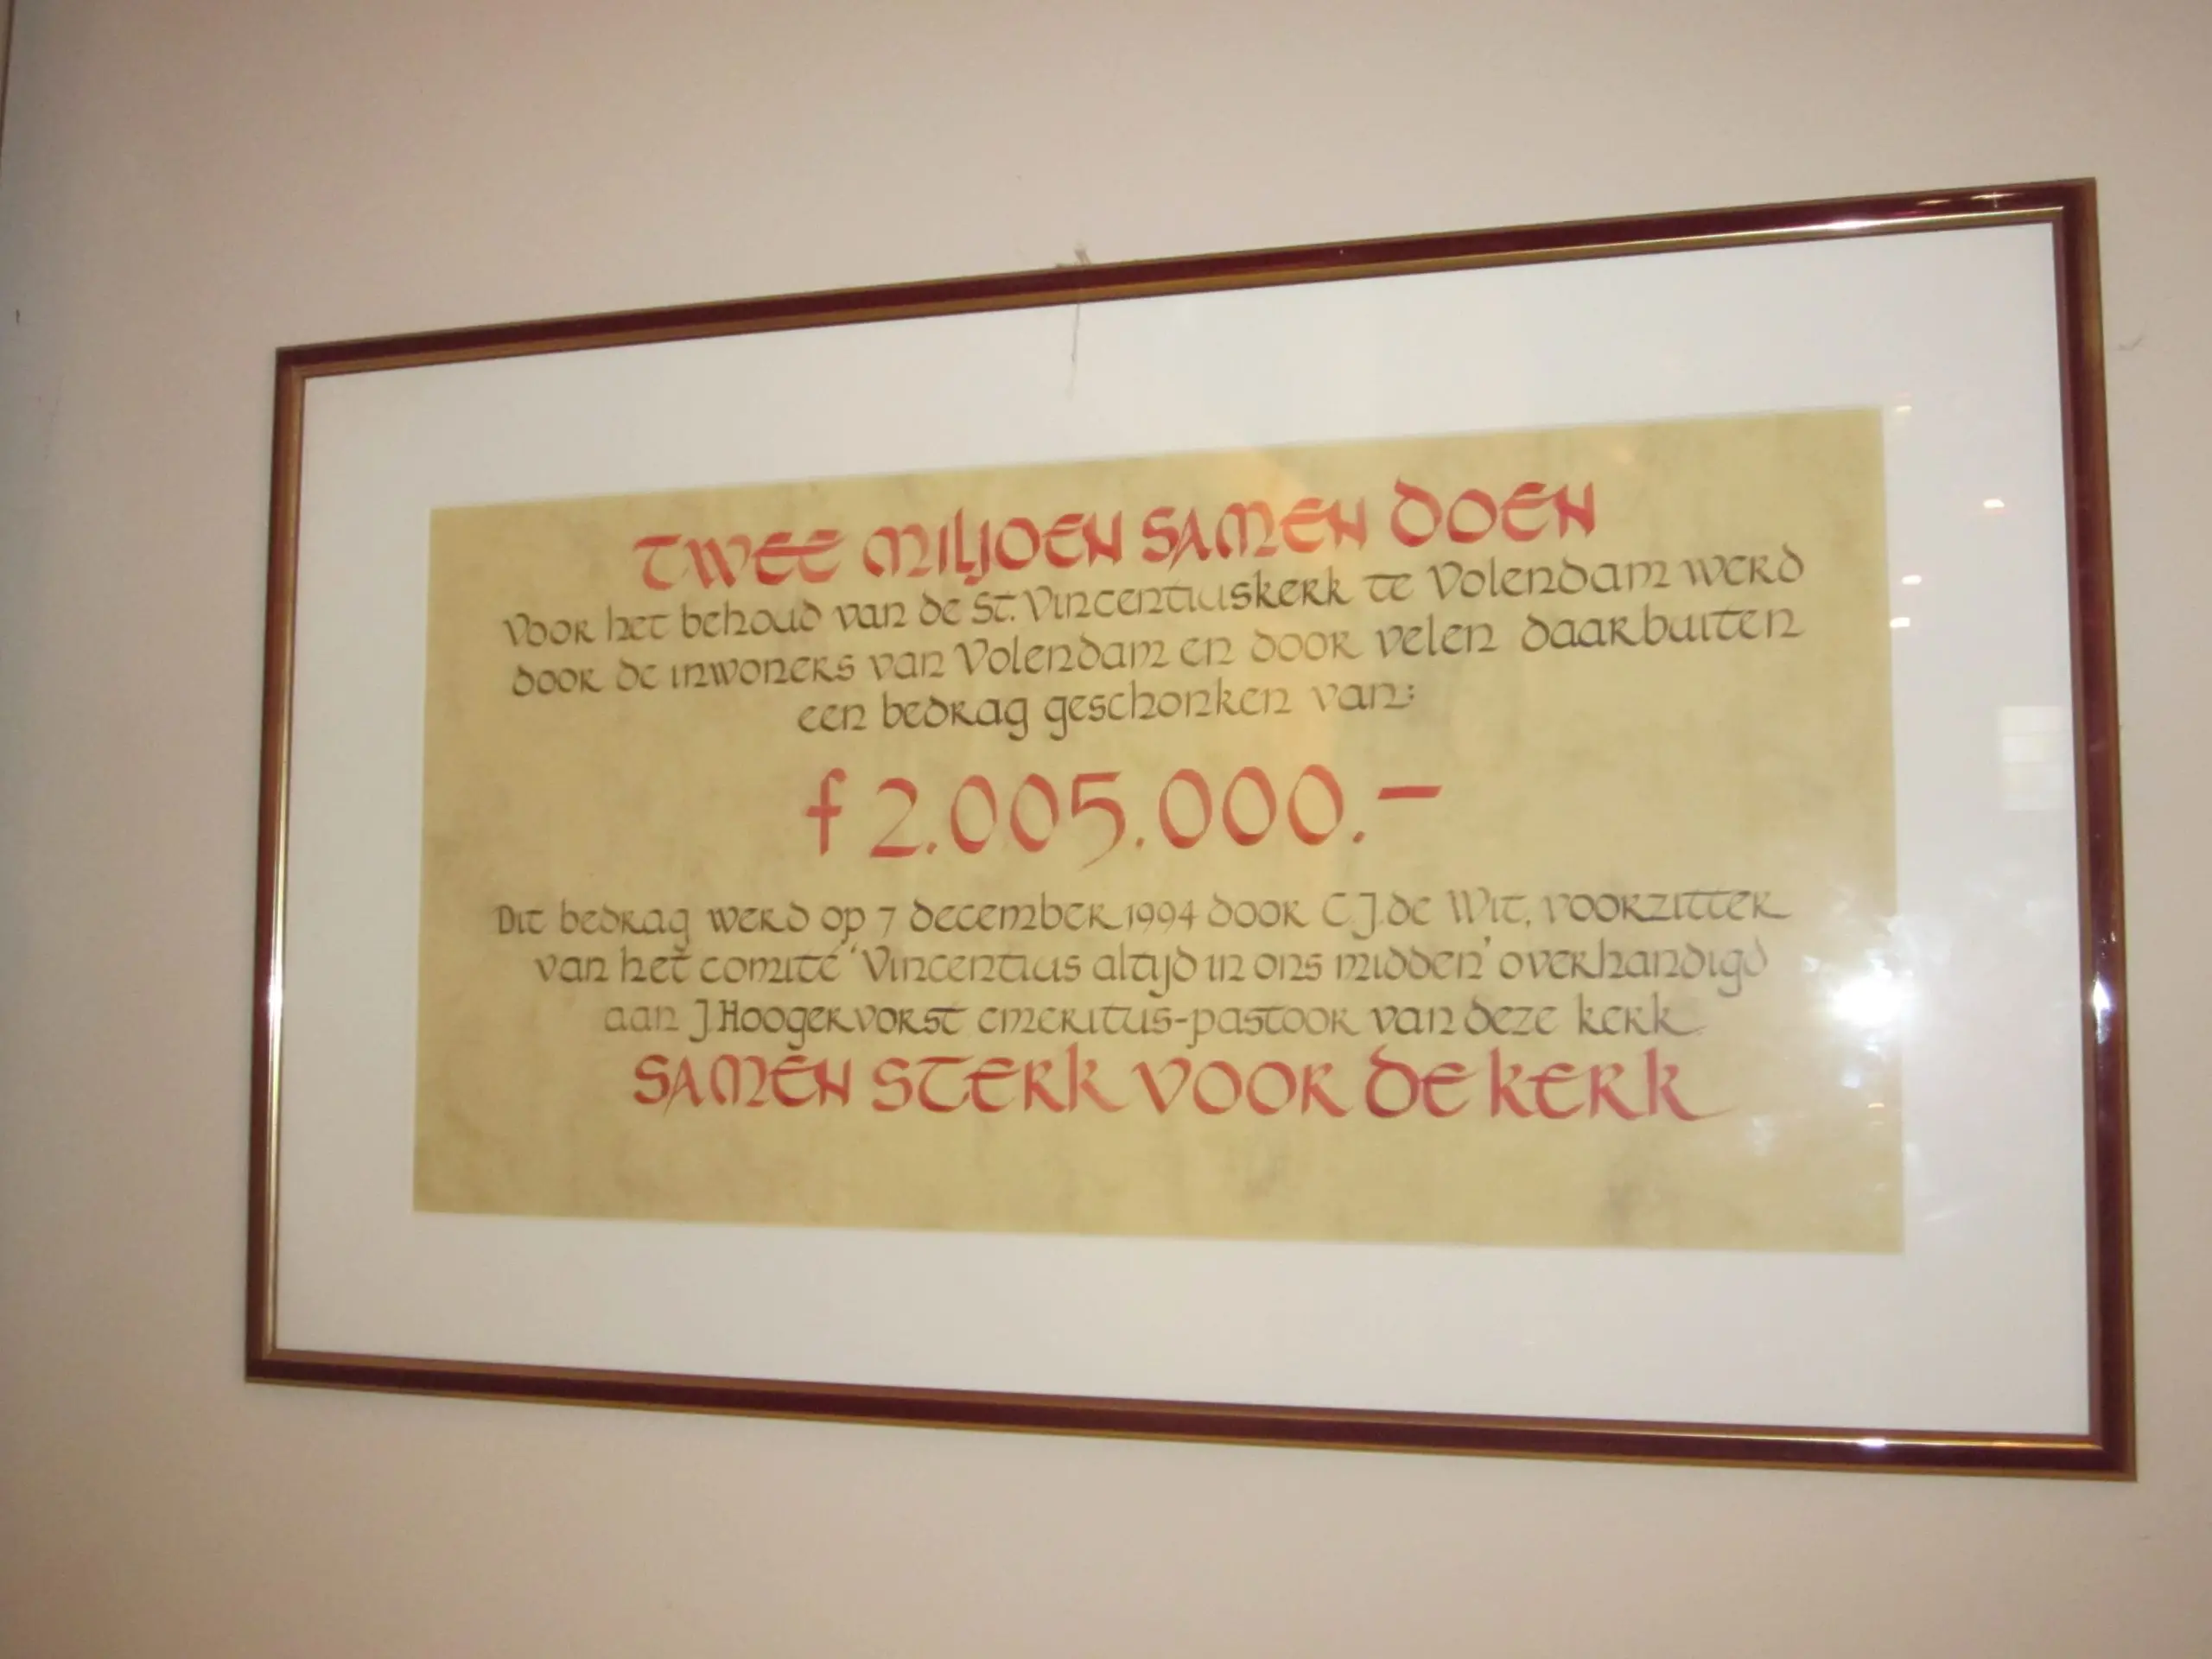 TWEE MILJOEN SAMEN DOEN
Voor het behoud van de St. Vincentiuskerk te Volendam werd
door de inwoners van Volendam en door velen daarbuiten
een bedrag geschonken van:
f 2.005.000.-
Dit bedrag werd op 7 december 1994 door C.J. de Wit, voorzitter
van het comité 'Vincentius altijd in ons midden' overhandigd
aan J. Hoogervorst emeritus-pastoor van deze kerk
SAMEN STERK VOOR DE KERK